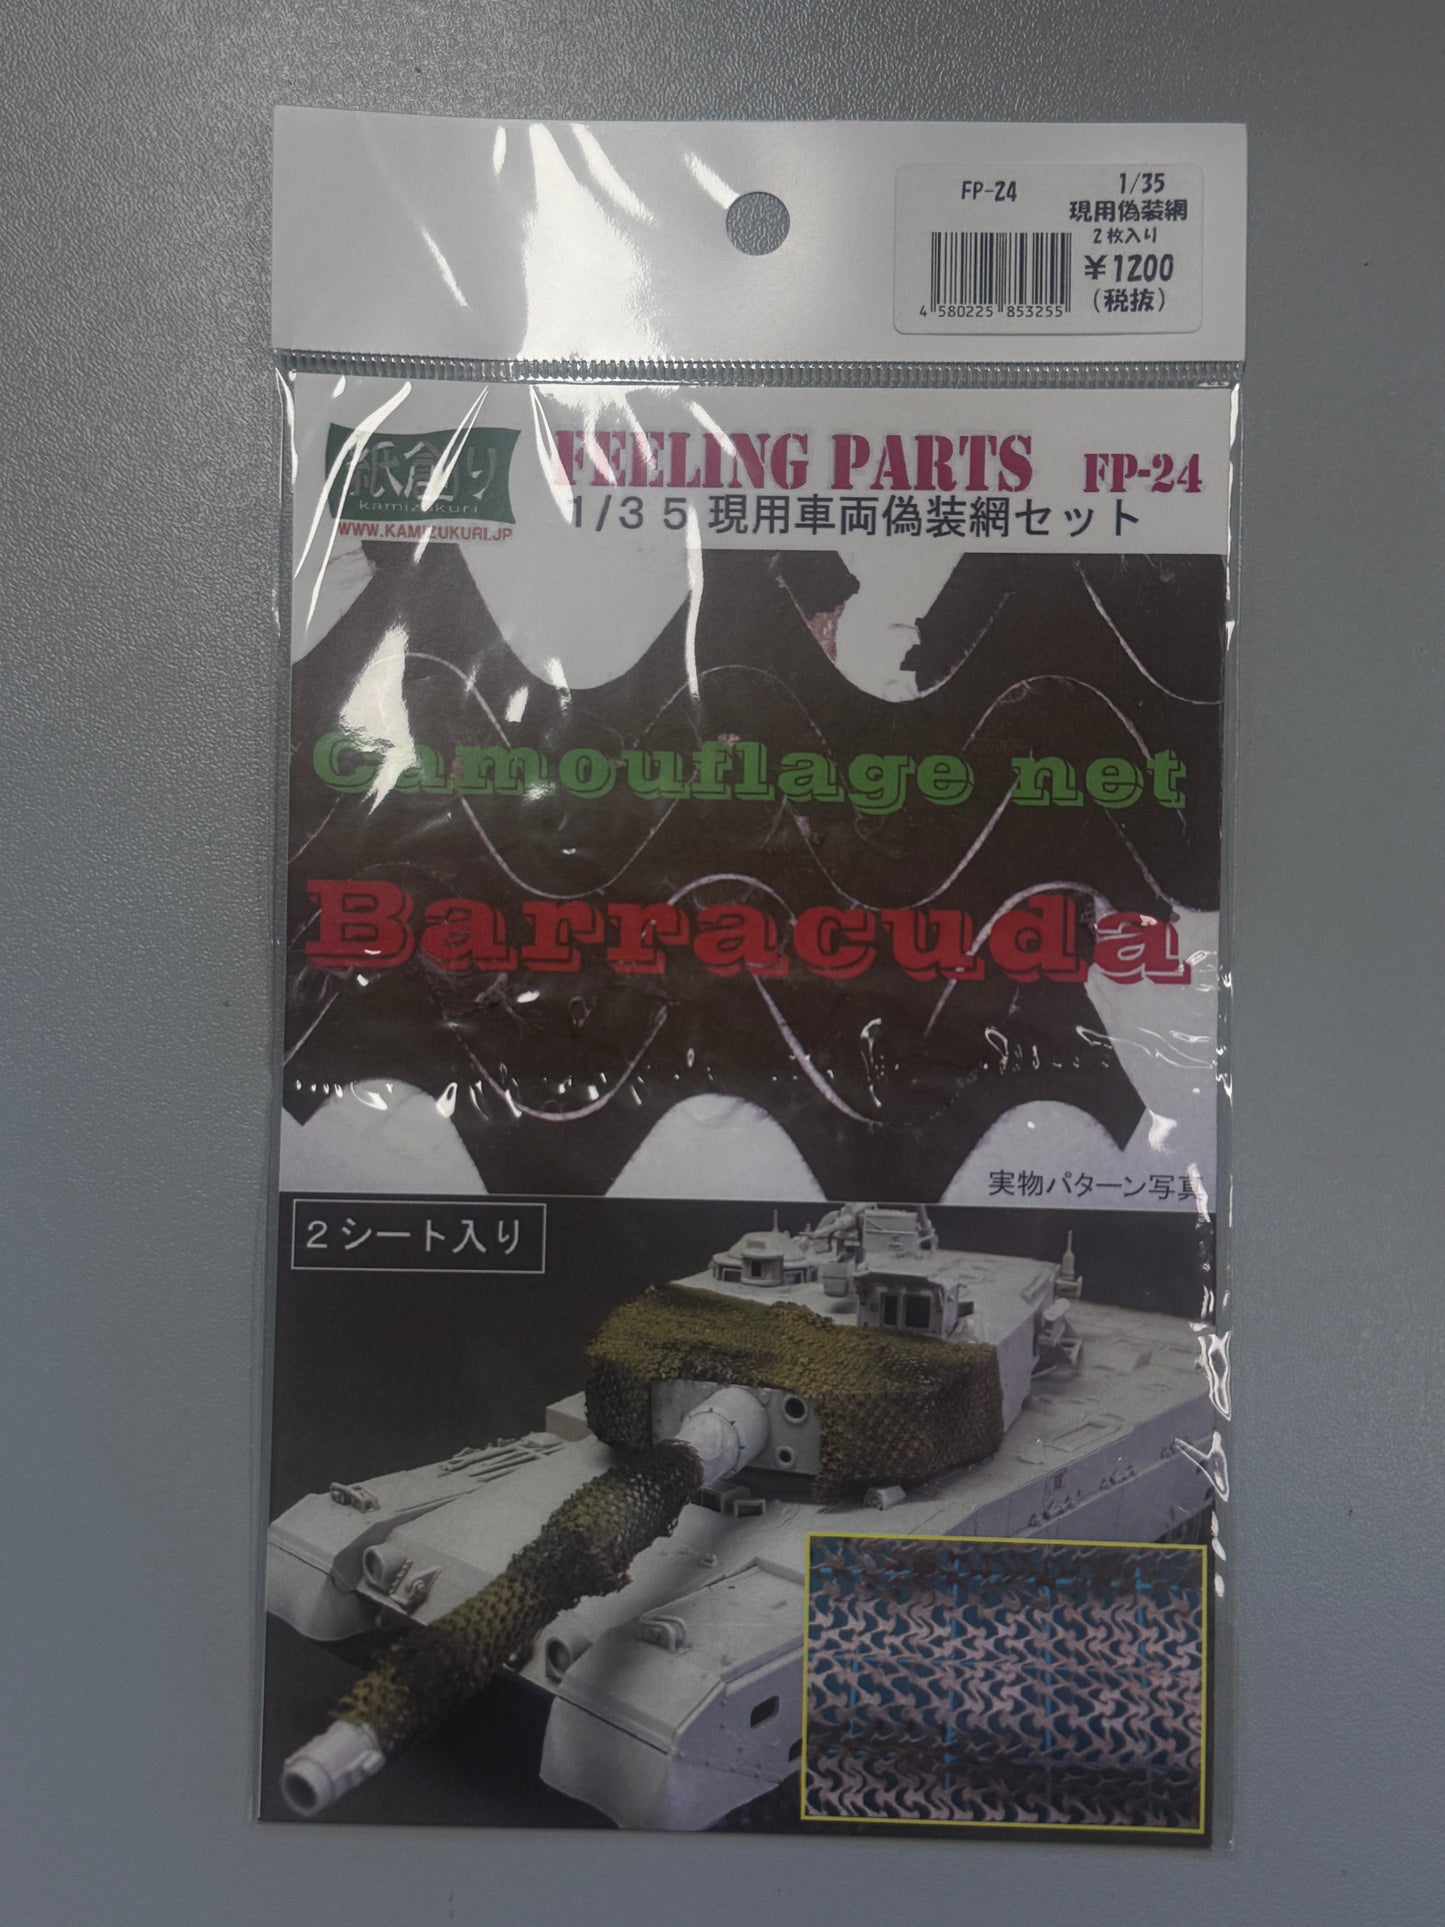 FP-24
1/35
現用偽装網
2枚入り
¥1200
(税抜)
4 580225 853255
紙創り
kamizukuri
WWW.KAMIZUKURI.JP
FEELING PARTS FP-24
1/35 現用車両偽装網セット
Camouflage net
Barracuda
実物パターン写真
2シート入り